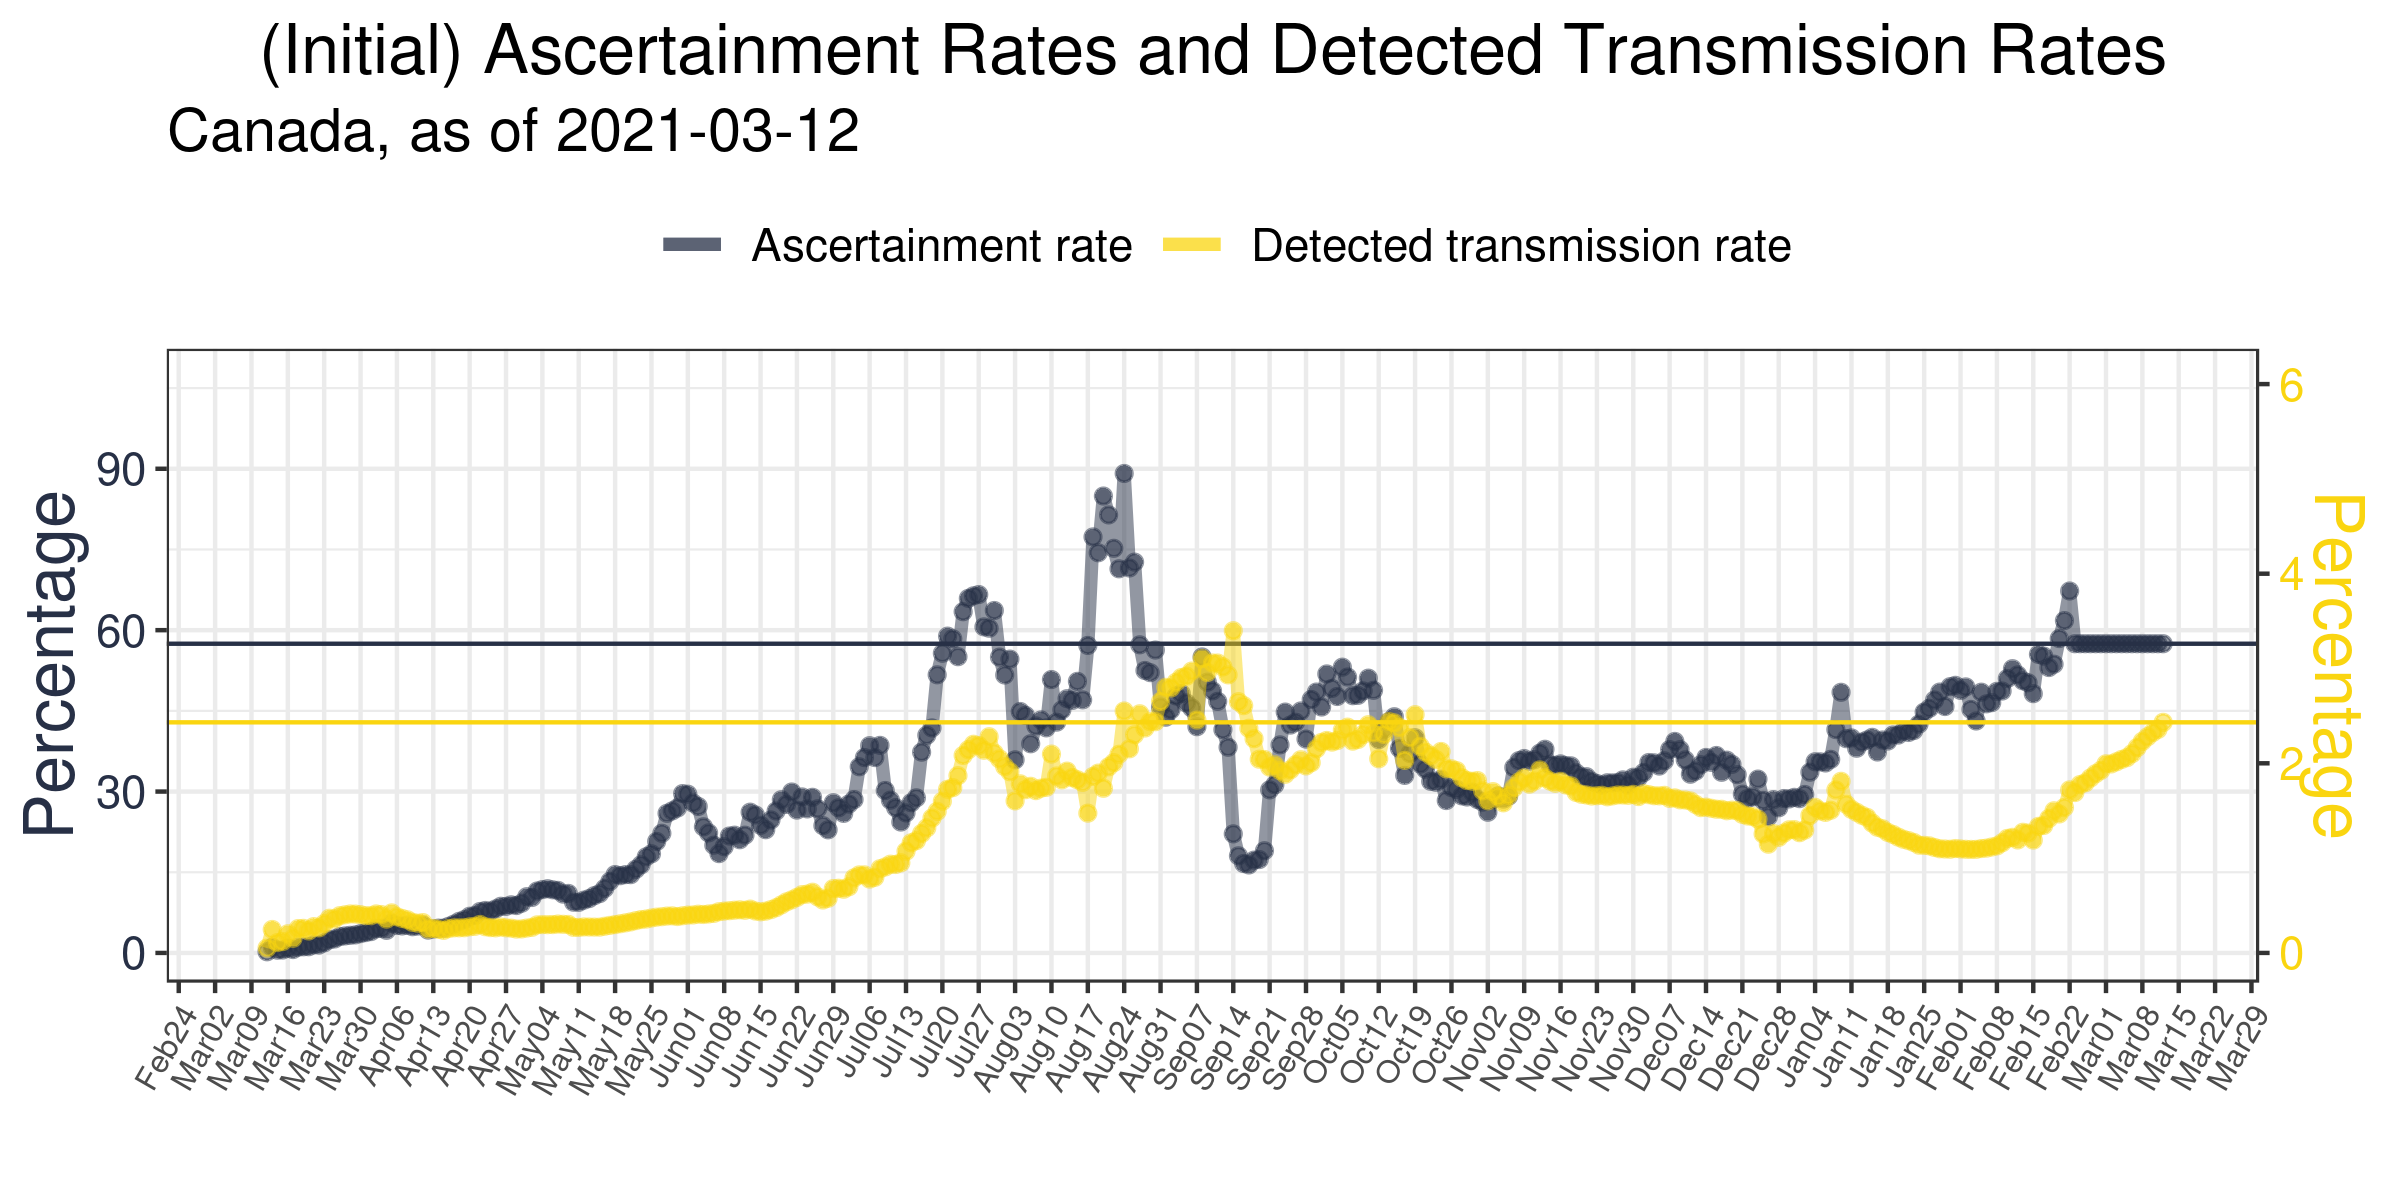 (Initial) Ascertainment Rates and Detected Transmission Rates
Canada, as of 2021-03-12
Ascertainment rate Detected transmission rate
Percentage
90
60
30
0
6
4
2
0
Percentage
Feb24 Mar02 Mar09 Mar16 Mar23 Mar30 Apr06 Apr13 Apr20 Apr27 May04 May11 May18 May25 Jun01 Jun08 Jun15 Jun22 Jun29 Jul06 Jul13 Jul20 Jul27 Aug03 Aug10 Aug17 Aug24 Aug31 Sep07 Sep14 Sep21 Sep28 Oct05 Oct12 Oct19 Oct26 Nov02 Nov09 Nov16 Nov23 Nov30 Dec07 Dec14 Dec21 Dec28 Jan04 Jan11 Jan18 Jan25 Feb01 Feb08 Feb15 Feb22 Mar01 Mar08 Mar15 Mar22 Mar29